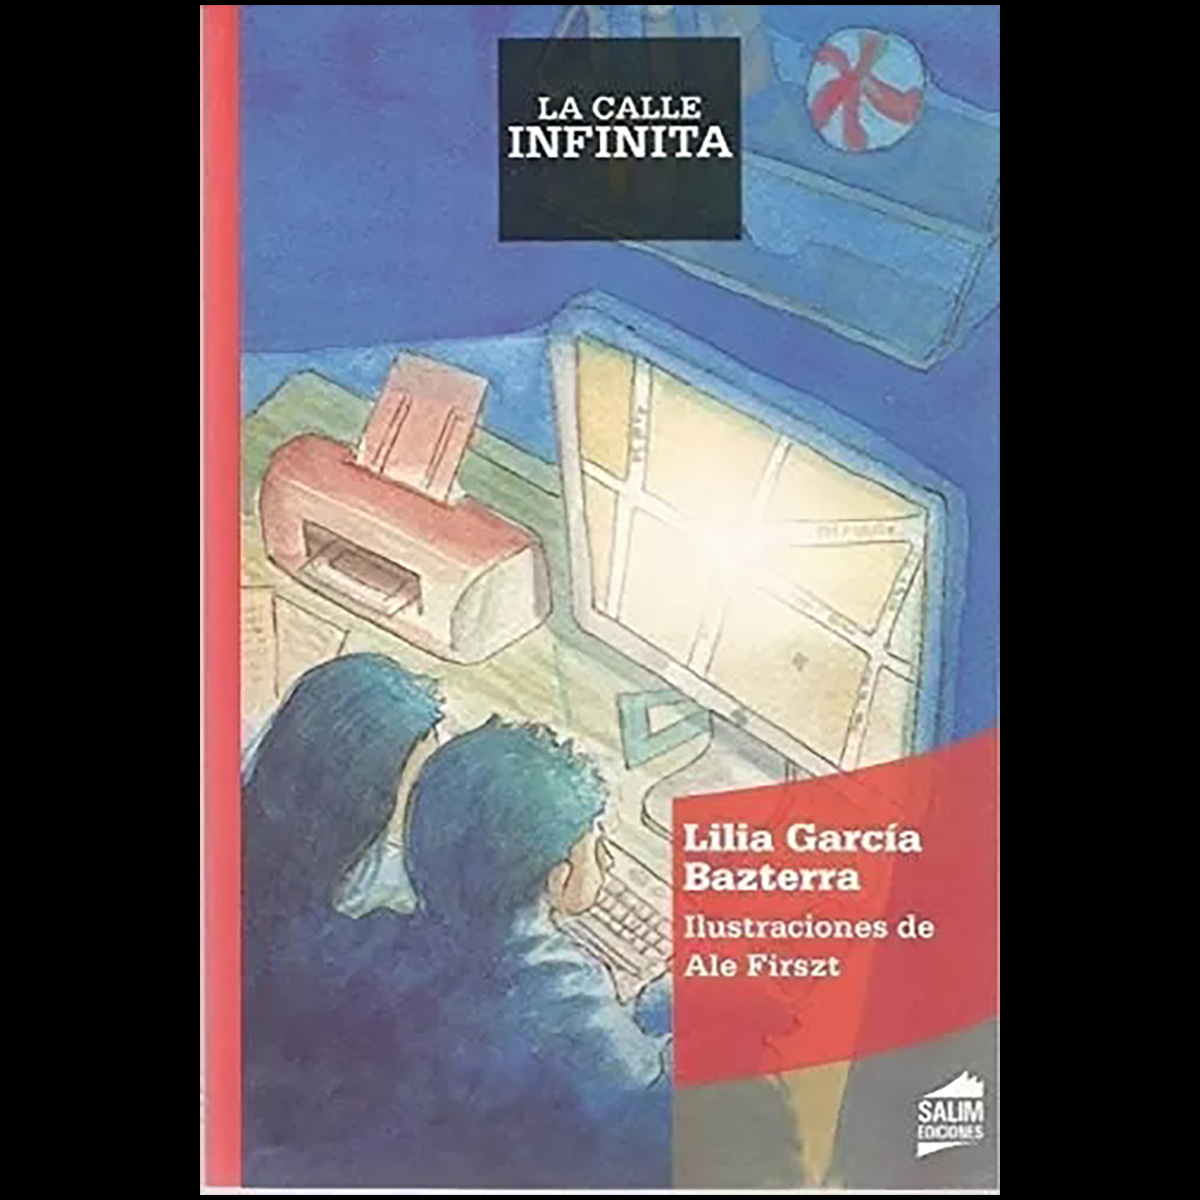 LA CALLE
INFINITA
Lilia García
Bazterra
Ilustraciones de
Ale Firszt
SALIM
EDICIONES